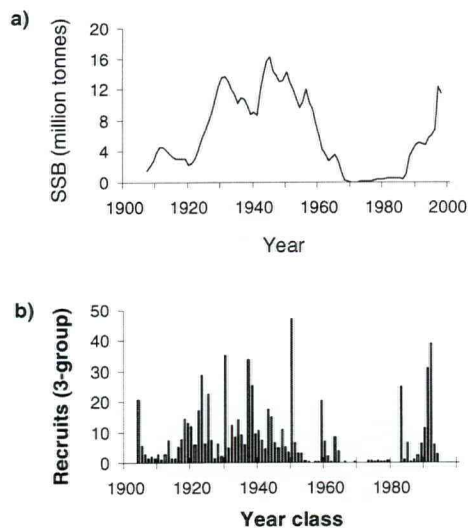 a)
SSB (million tonnes)
20
16
12
8
4
0
1900 1920 1940 1960 1980 2000
Year
b)
Recruits (3-group)
50
40
30
20
10
0
1900 1920 1940 1960 1980
Year class